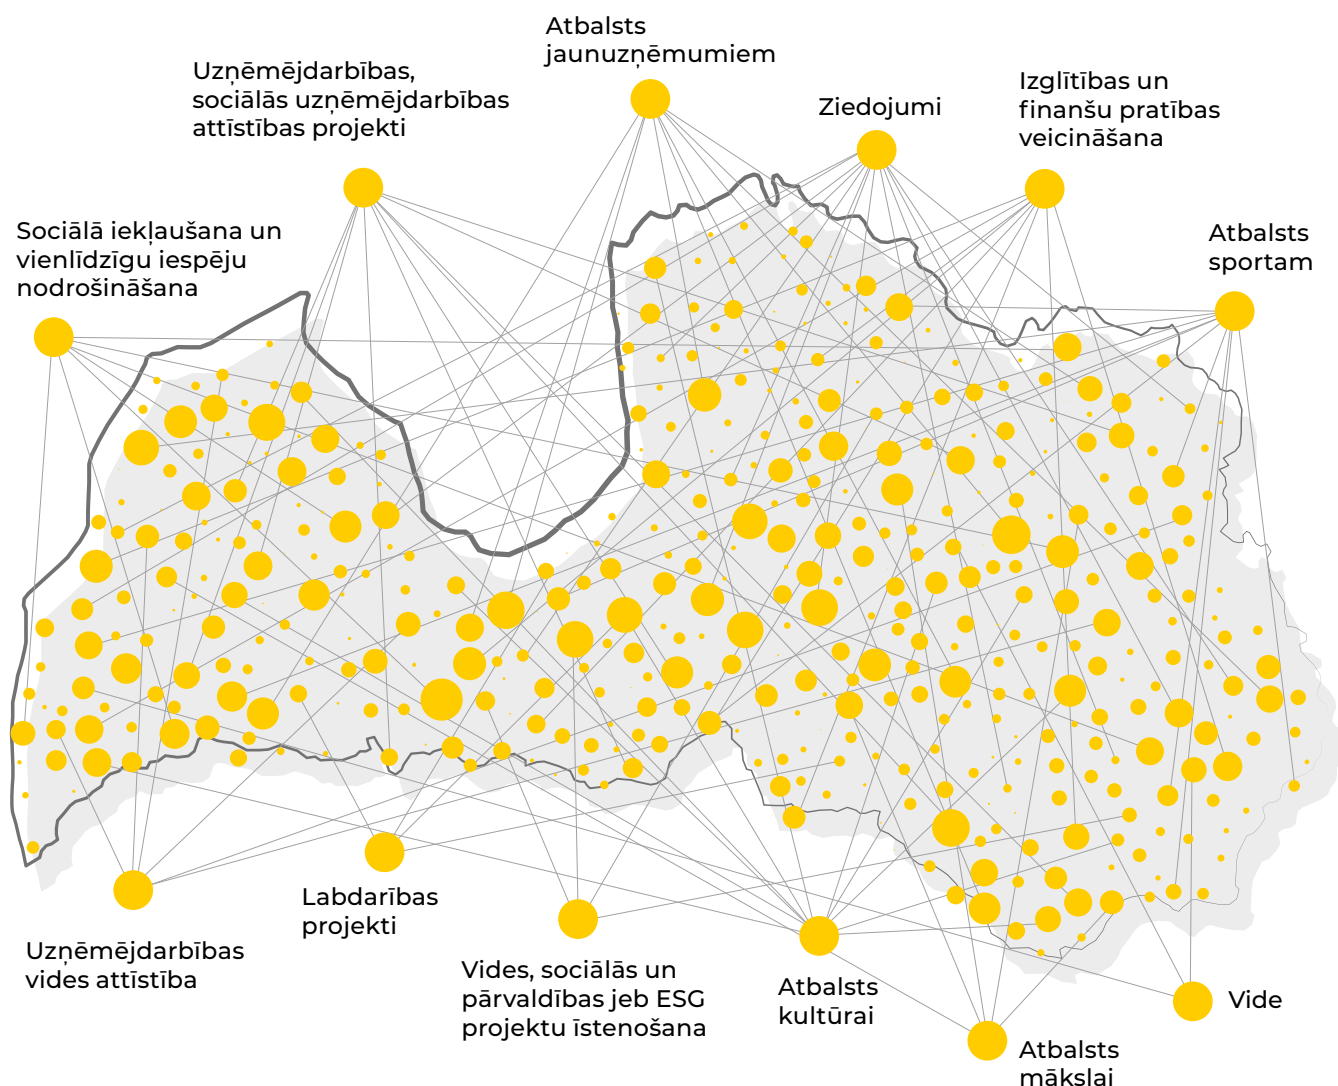 Atbalsts
jaunuzņēmumiem
Uzņēmējdarbības,
sociālās uzņēmējdarbības
attīstības projekti
Ziedojumi
Izglītības un
finanšu pratības
veicināšana
Sociālā iekļaušana un
vienlīdzīgu iespēju
nodrošināšana
Atbalsts
sportam
Labdarības
projekti
Uzņēmējdarbības
vides attīstība
Vides, sociālās un
pārvaldības jeb ESG
projektu īstenošana
Atbalsts
kultūrai
Vide
Atbalsts
mākslai